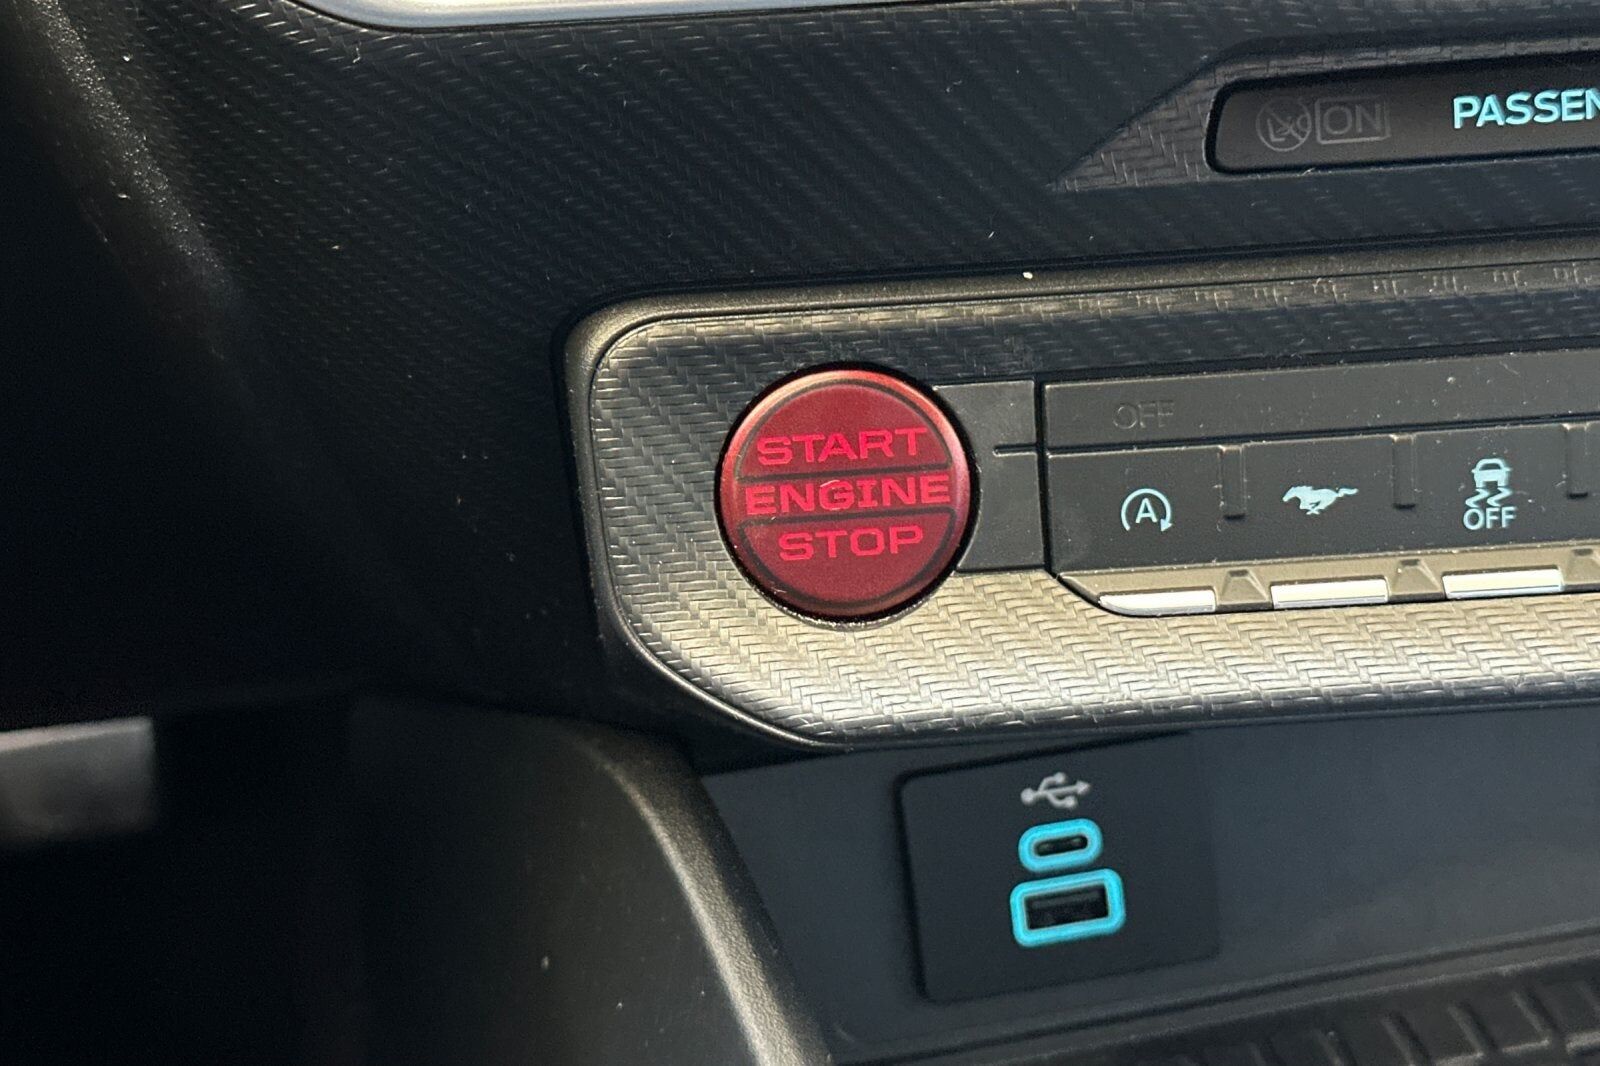 ON
PASSEN
START
ENGINE
STOP
OFF
A
OFF